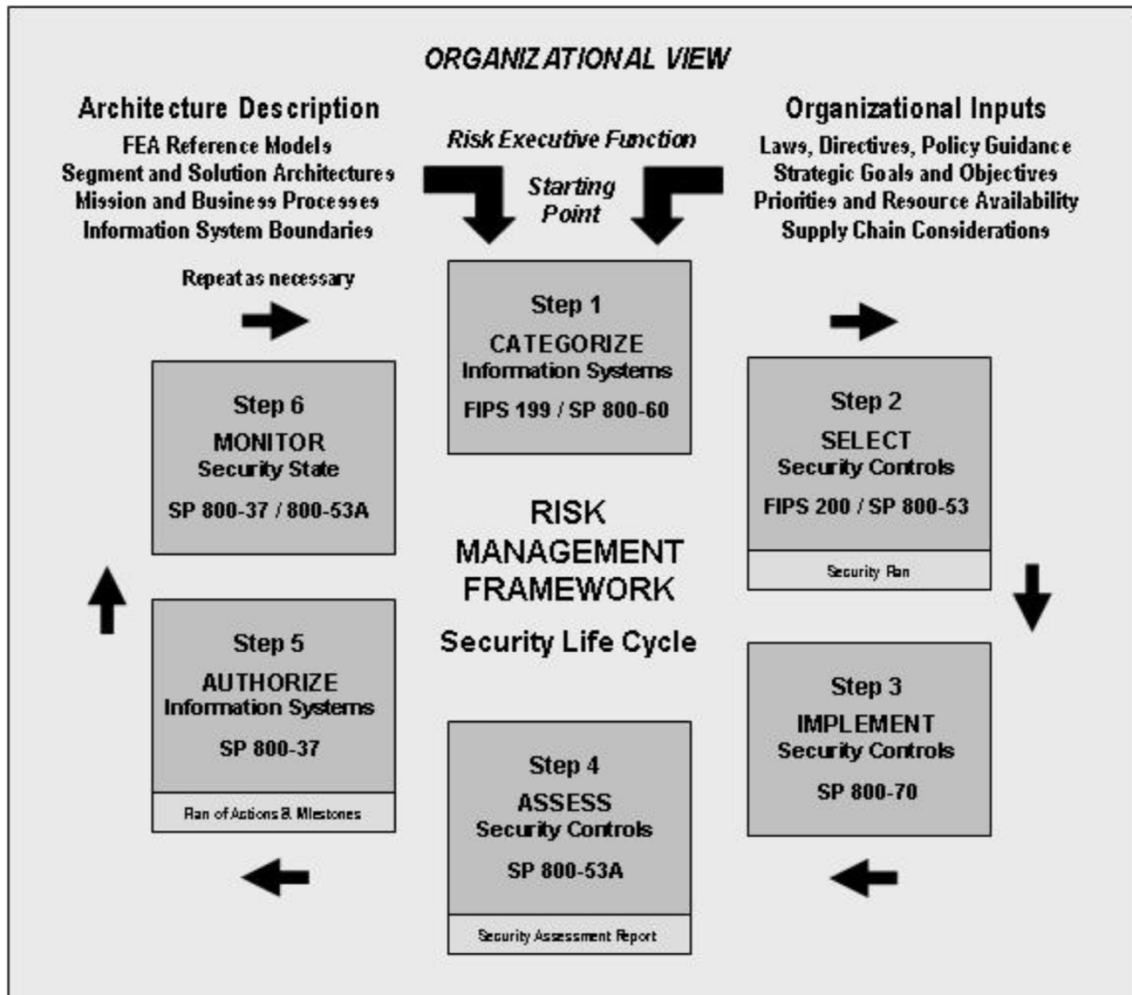 ORGANIZATIONAL VIEW
Architecture Description
FEA Reference Models
Segment and Solution Architectures
Mission and Business Processes
Information System Boundaries
Risk Executive Function
Starting
Point
Organizational Inputs
Laws, Directives, Policy Guidance
Strategic Goals and Objectives
Priorities and Resource Availability
Supply Chain Considerations
Repeat as necessary
Step 1
CATEGORIZE
Information Systems
FIPS 199 / SP 800-60
Step 2
SELECT
Security Controls
FIPS 200 / SP 800-53
Security Plan
Step 3
IMPLEMENT
Security Controls
SP 800-70
Step 4
ASSESS
Security Controls
SP 800-53A
Security Assessment Report
Step 5
AUTHORIZE
Information Systems
SP 800-37
Plan of Actions & Milestones
Step 6
MONITOR
Security State
SP 800-37 / 800-53A
RISK
MANAGEMENT
FRAMEWORK
Security Life Cycle